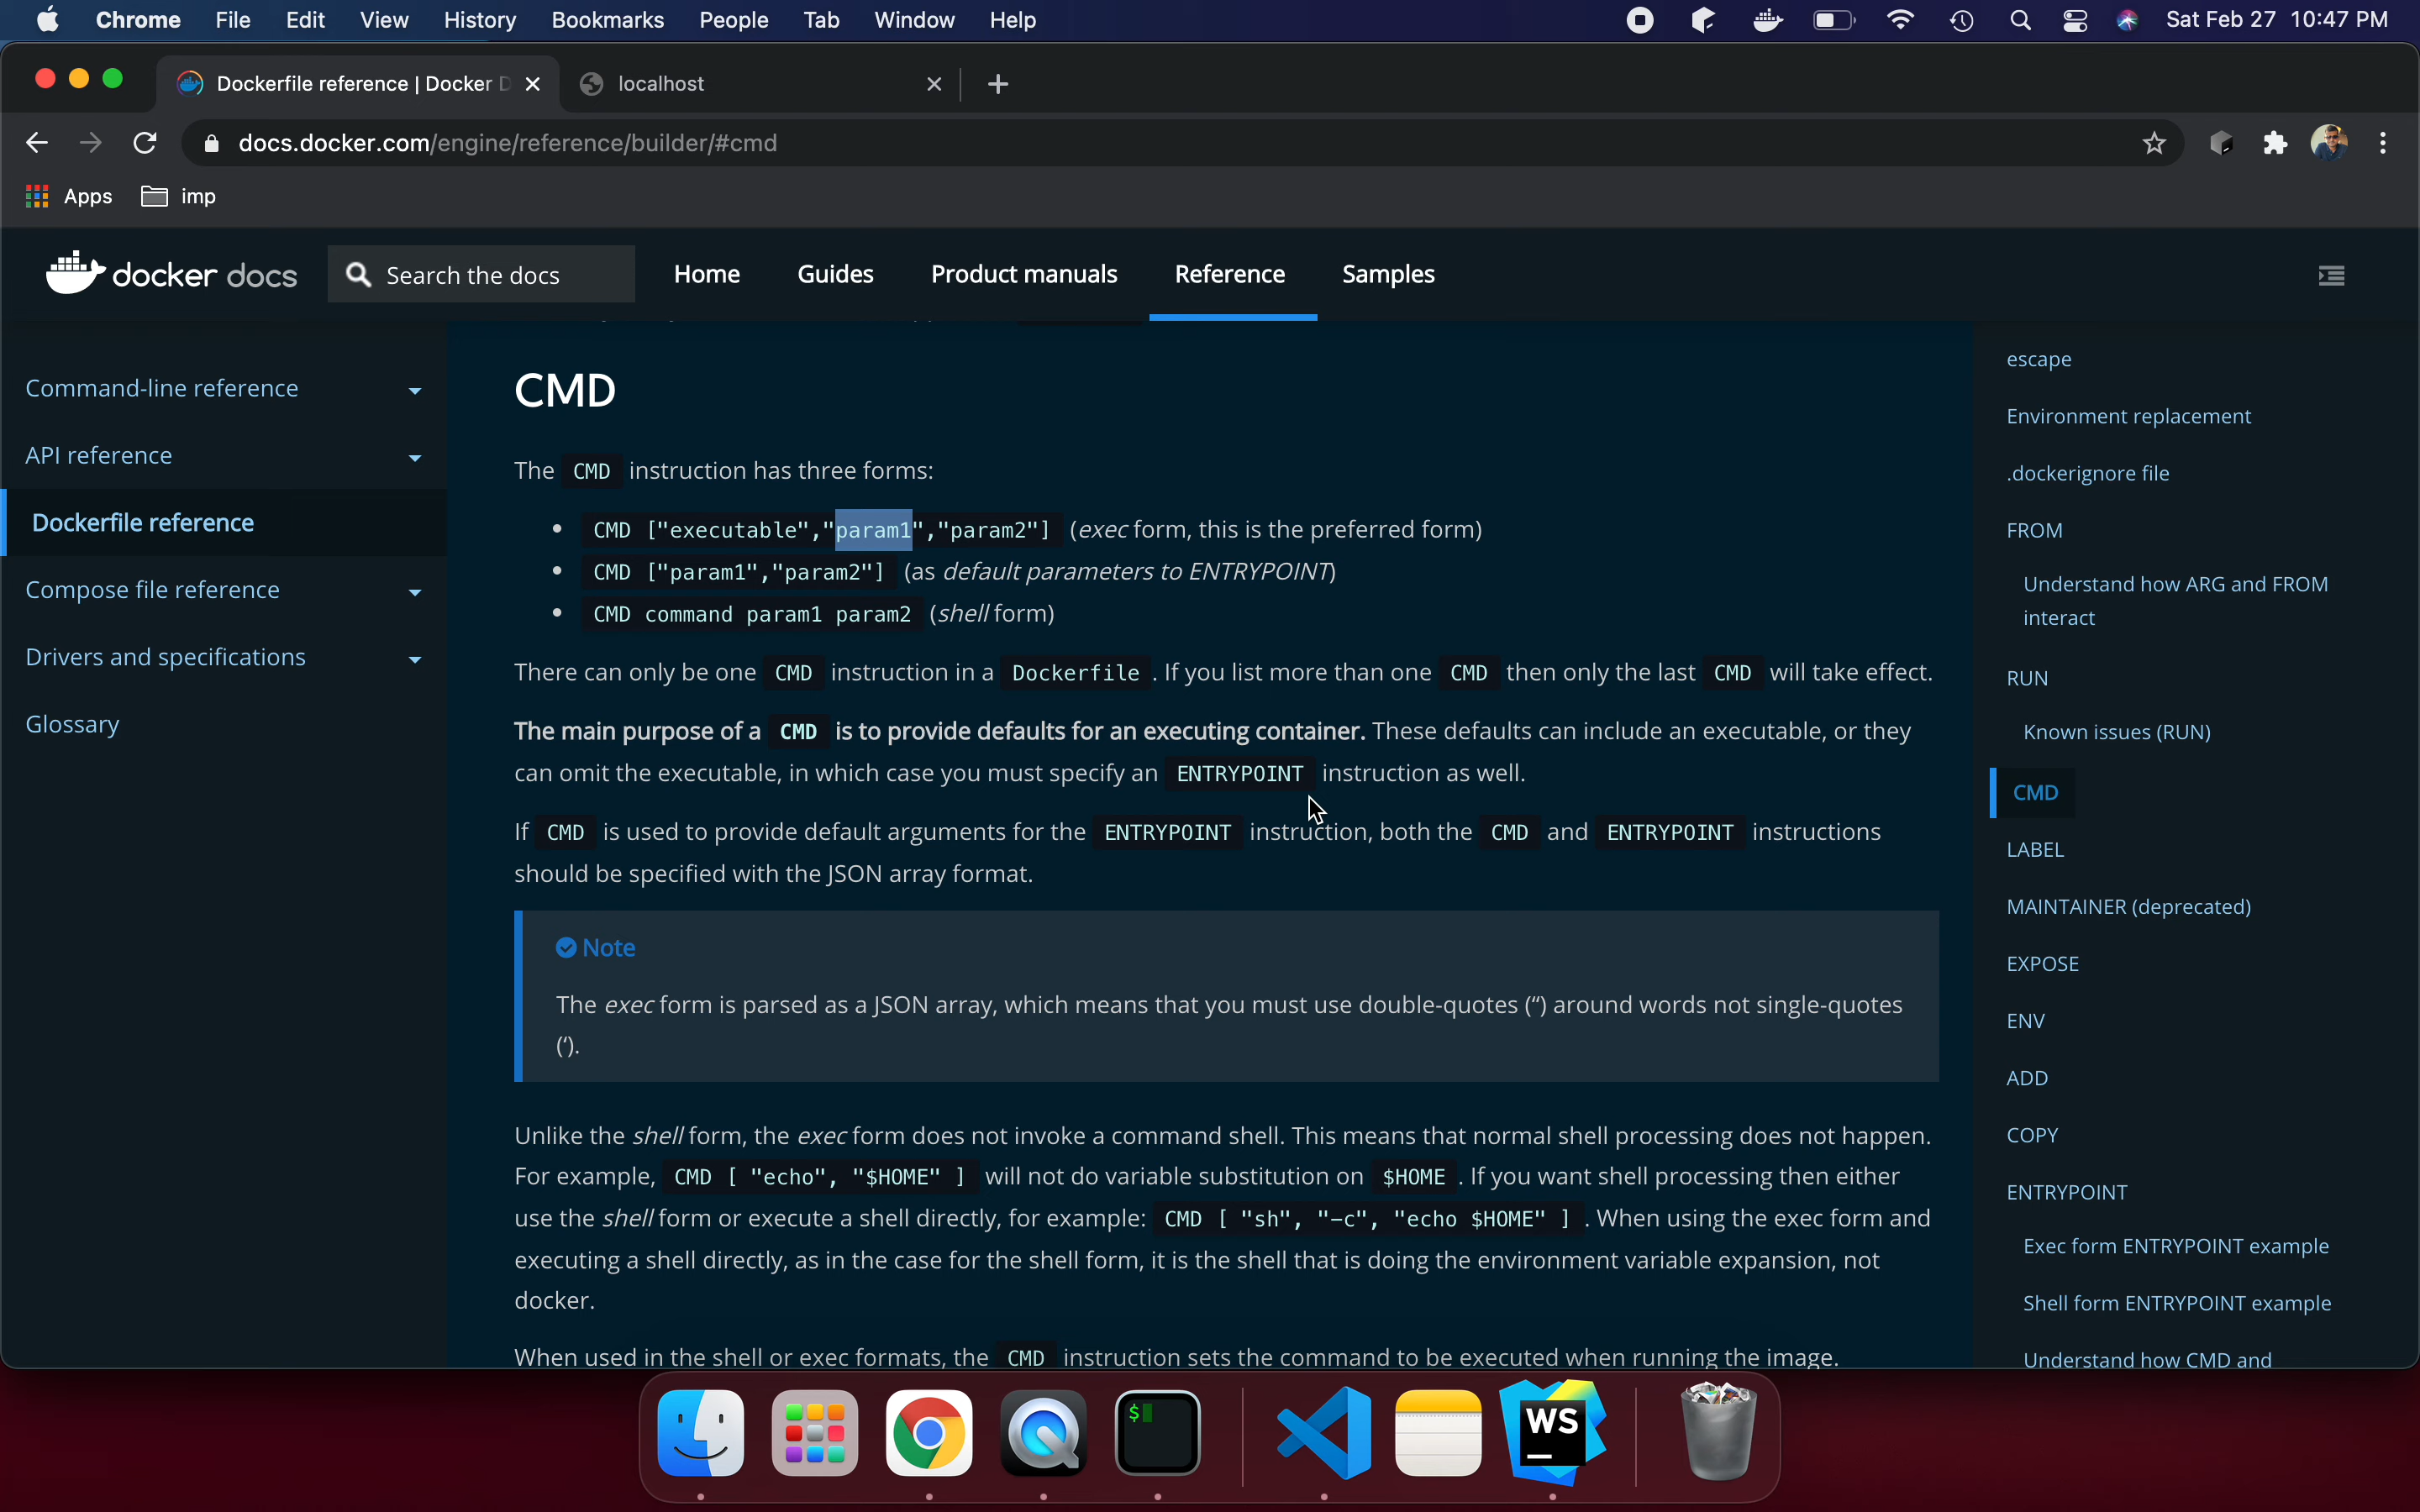 Chrome File Edit View History Bookmarks People Tab Window Help Sat Feb 27 10:47 PM
Dockerfile reference | Docker D localhost
docs.docker.com/engine/reference/builder/#cmd
Apps imp
docker docs Search the docs Home Guides Product manuals Reference Samples
Command-line reference
API reference
Dockerfile reference
Compose file reference
Drivers and specifications
Glossary
CMD
The CMD instruction has three forms:
• CMD ["executable","param1","param2"] (exec form, this is the preferred form)
• CMD ["param1","param2"] (as default parameters to ENTRYPOINT)
• CMD command param1 param2 (shell form)
There can only be one CMD instruction in a Dockerfile. If you list more than one CMD then only the last CMD will take effect.
The main purpose of a CMD is to provide defaults for an executing container. These defaults can include an executable, or they
can omit the executable, in which case you must specify an ENTRYPOINT instruction as well.
If CMD is used to provide default arguments for the ENTRYPOINT instruction, both the CMD and ENTRYPOINT instructions
should be specified with the JSON array format.
Note
The exec form is parsed as a JSON array, which means that you must use double-quotes (“) around words not single-quotes
(‘).
Unlike the shell form, the exec form does not invoke a command shell. This means that normal shell processing does not happen.
For example, CMD [ "echo", "$HOME" ] will not do variable substitution on $HOME. If you want shell processing then either
use the shell form or execute a shell directly, for example: CMD [ "sh", "-c", "echo $HOME" ]. When using the exec form and
executing a shell directly, as in the case for the shell form, it is the shell that is doing the environment variable expansion, not
docker.
When used in the shell or exec formats, the CMD instruction sets the command to be executed when running the image.
escape
Environment replacement
.dockerignore file
FROM
Understand how ARG and FROM
interact
RUN
Known issues (RUN)
CMD
LABEL
MAINTAINER (deprecated)
EXPOSE
ENV
ADD
COPY
ENTRYPOINT
Exec form ENTRYPOINT example
Shell form ENTRYPOINT example
Understand how CMD and
$
WS